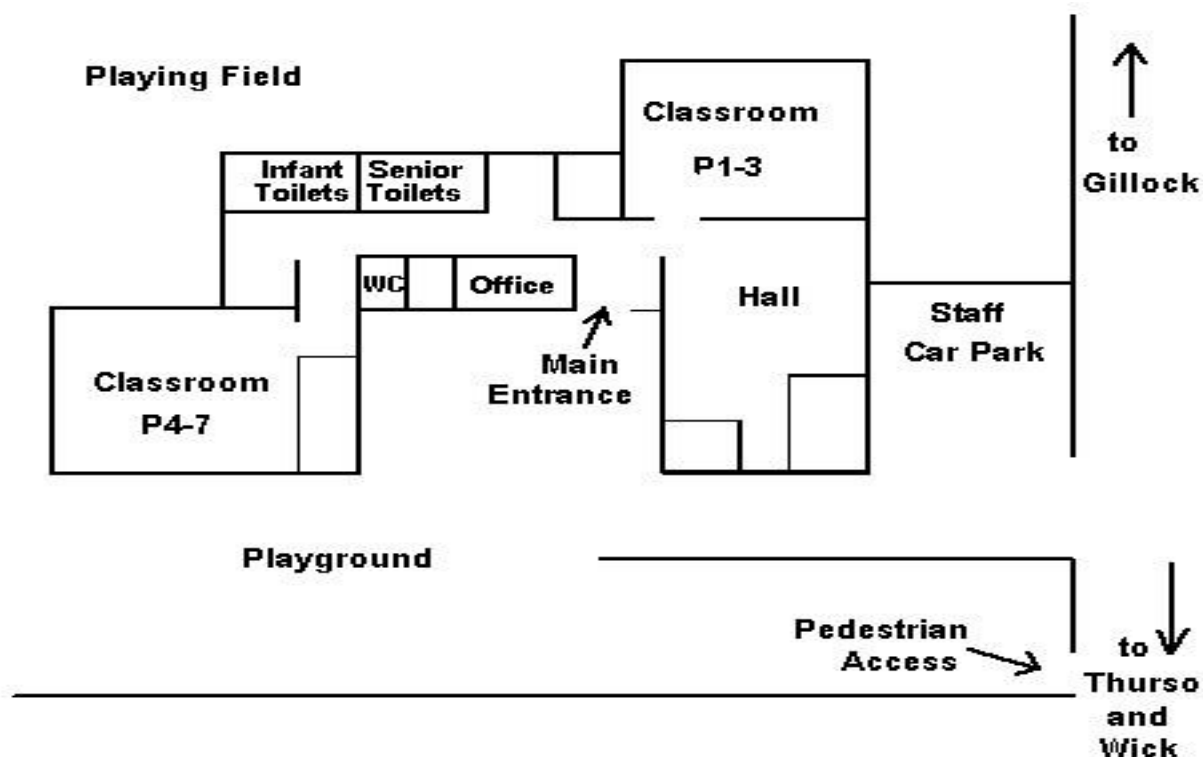 Playing Field
Classroom
P1-3
to
Gillock
Infant
Toilets
Senior
Toilets
WC
Office
Hall
Staff
Car Park
Main
Entrance
Classroom
P4-7
Playground
Pedestrian
Access
to
Thurso
and
Wick